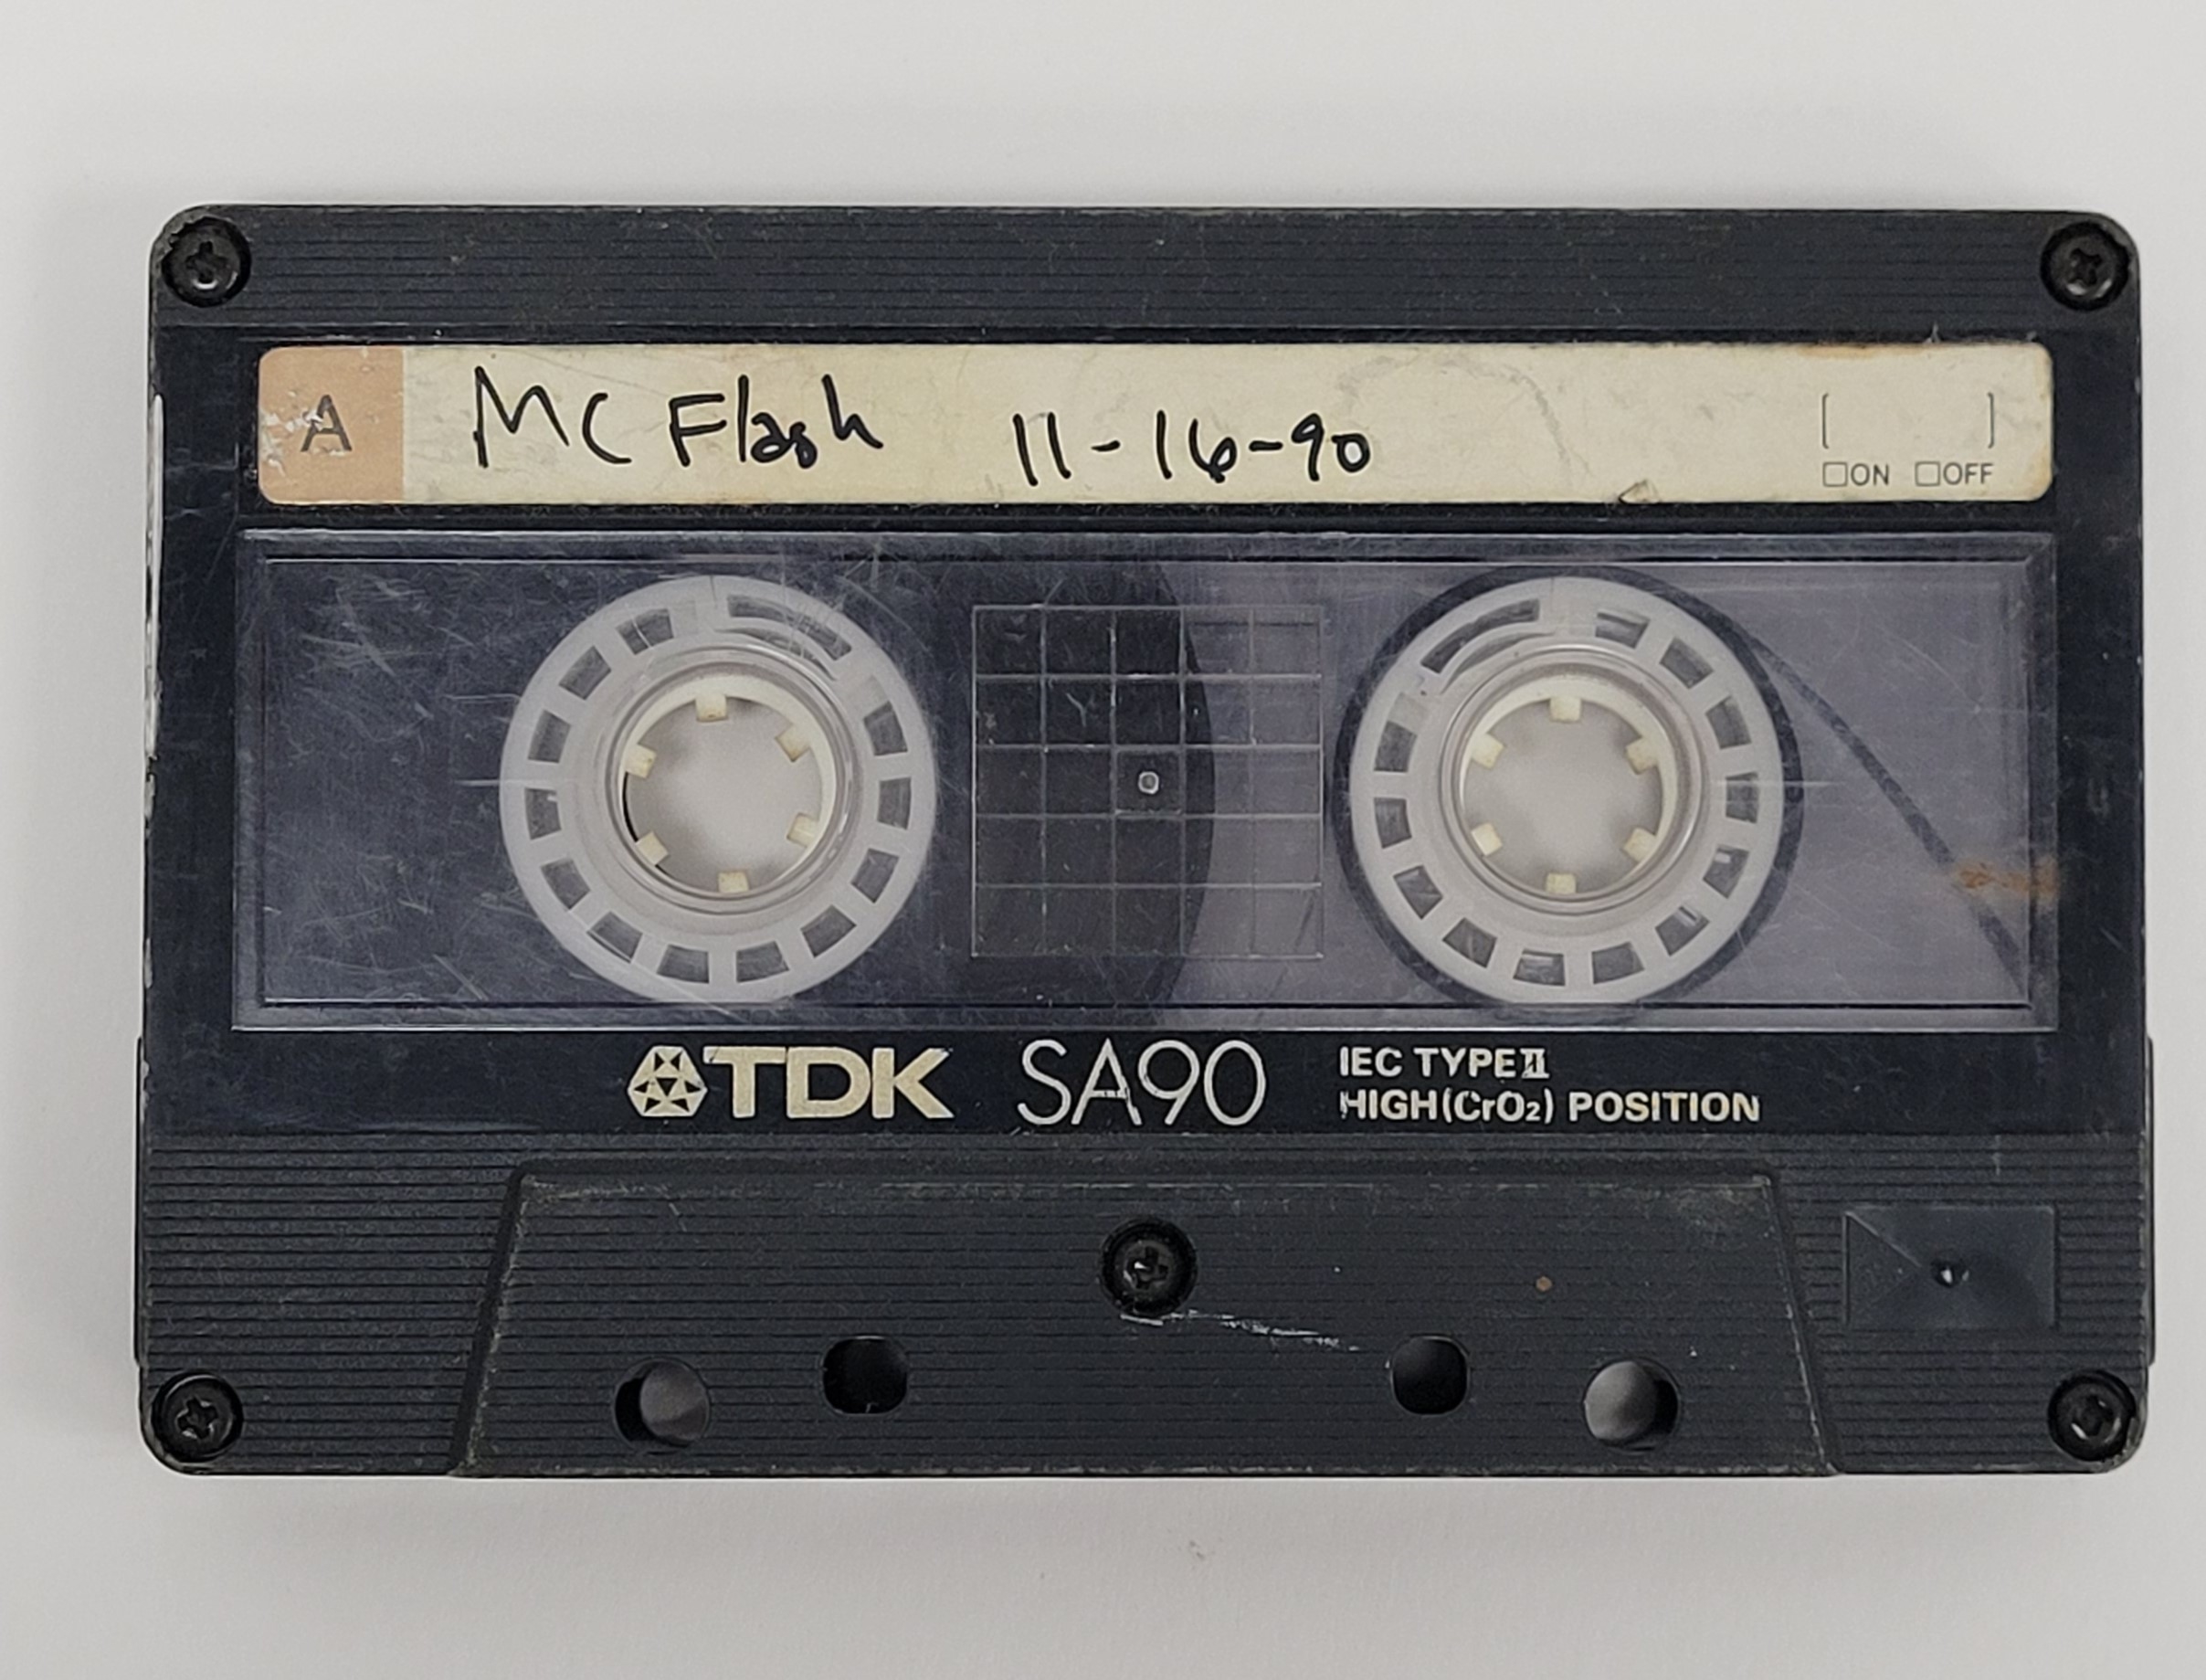 A MC Flash 11-16-90 [ ]
□ON □OFF
TDK SA90 IEC TYPE II
HIGH(CrO₂) POSITION